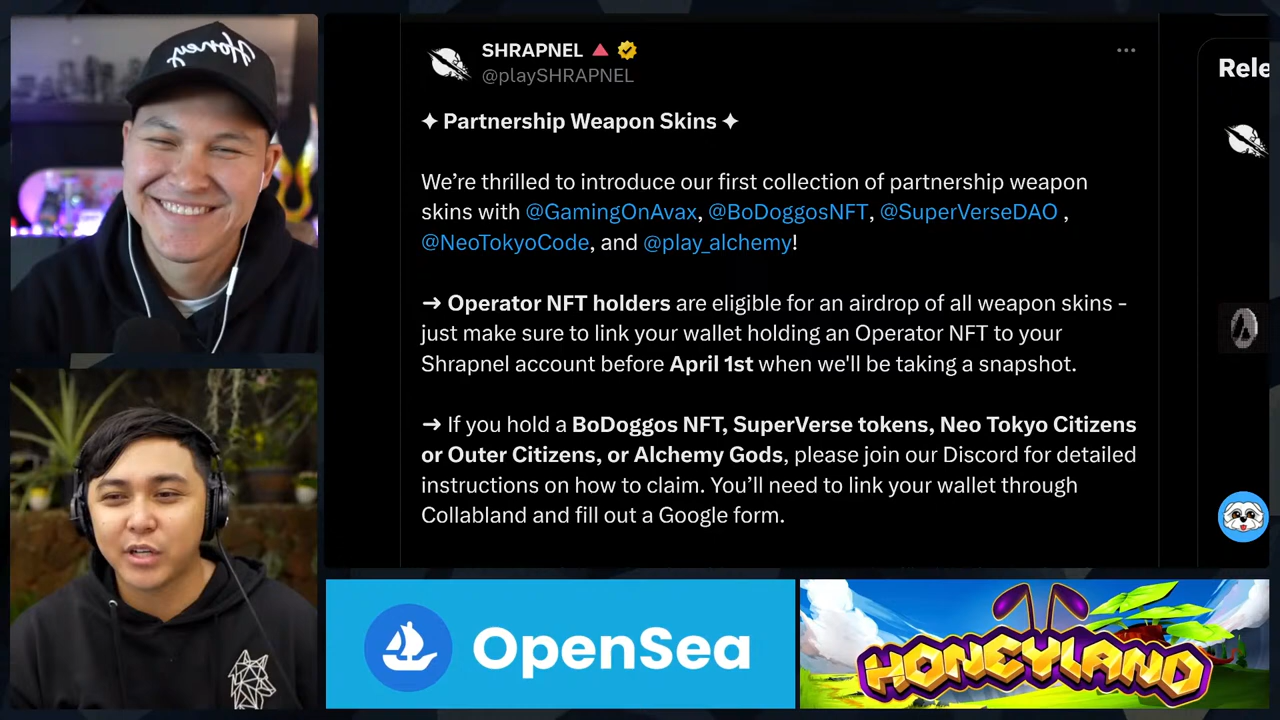 Honey
SHRAPNEL
@playSHRAPNEL
✦ Partnership Weapon Skins ✦
We’re thrilled to introduce our first collection of partnership weapon
skins with @GamingOnAvax, @BoDoggosNFT, @SuperVerseDAO ,
@NeoTokyoCode, and @play_alchemy!
→ Operator NFT holders are eligible for an airdrop of all weapon skins -
just make sure to link your wallet holding an Operator NFT to your
Shrapnel account before April 1st when we'll be taking a snapshot.
→ If you hold a BoDoggos NFT, SuperVerse tokens, Neo Tokyo Citizens
or Outer Citizens, or Alchemy Gods, please join our Discord for detailed
instructions on how to claim. You’ll need to link your wallet through
Collabland and fill out a Google form.
Rele
OpenSea
HONEYLAND